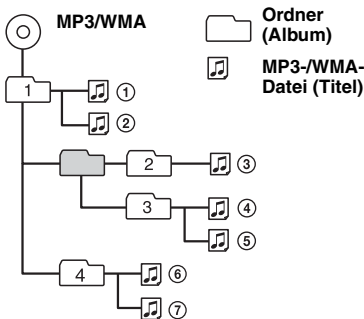 MP3/WMA
Ordner
(Album)
MP3-/WMA-
Datei (Titel)
1
①
②
2
③
3
④
⑤
4
⑥
⑦